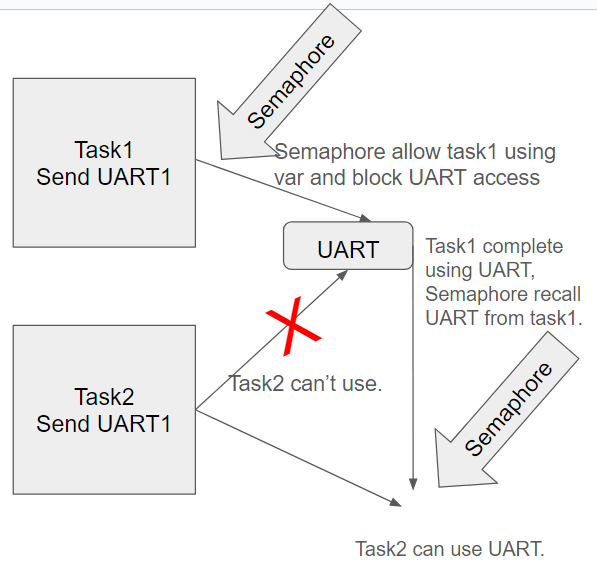 Semaphore
Task1
Send UART1
Semaphore allow task1 using
var and block UART access
UART
Task1 complete
using UART,
Semaphore recall
UART from task1.
Task2
Send UART1
Task2 can't use.
Semaphore
Task2 can use UART.